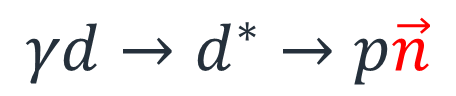 γd → d* → pn⃗